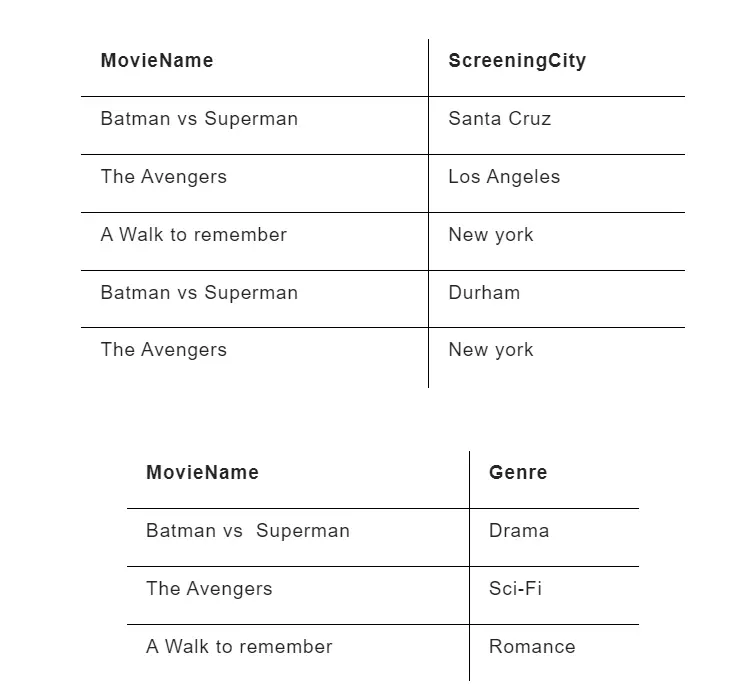 MovieName ScreeningCity
Batman vs Superman Santa Cruz
The Avengers Los Angeles
A Walk to remember New york
Batman vs Superman Durham
The Avengers New york
MovieName Genre
Batman vs  Superman Drama
The Avengers Sci-Fi
A Walk to remember Romance